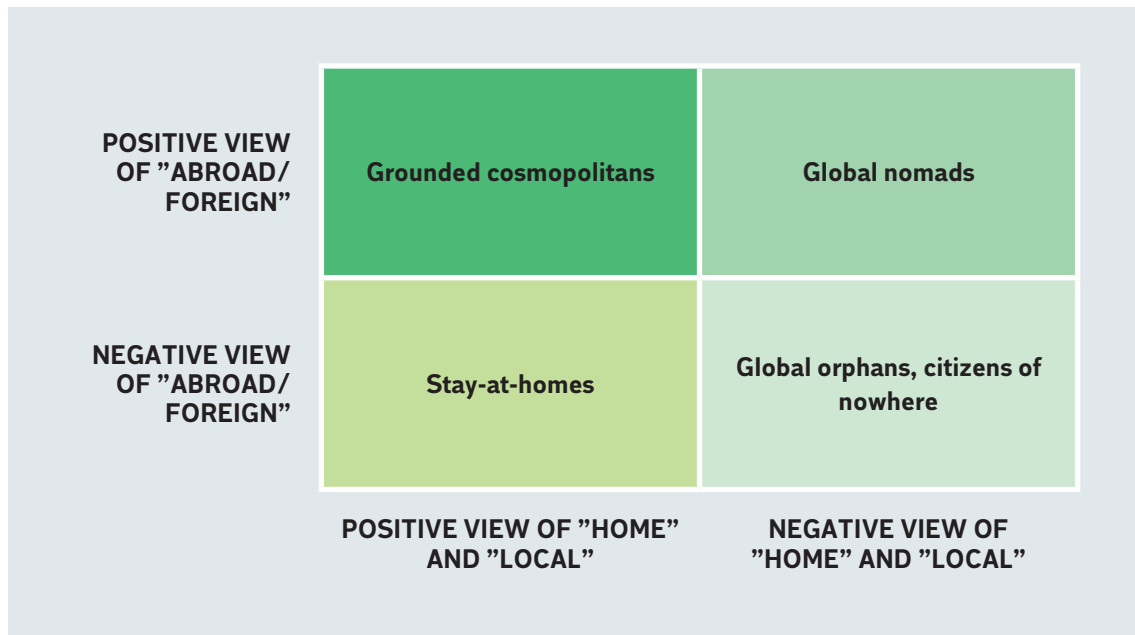 POSITIVE VIEW
OF ”ABROAD/
FOREIGN”
Grounded cosmopolitans
Global nomads
NEGATIVE VIEW
OF ”ABROAD/
FOREIGN”
Stay-at-homes
Global orphans, citizens of
nowhere
POSITIVE VIEW OF ”HOME”
AND ”LOCAL”
NEGATIVE VIEW OF
”HOME” AND ”LOCAL”